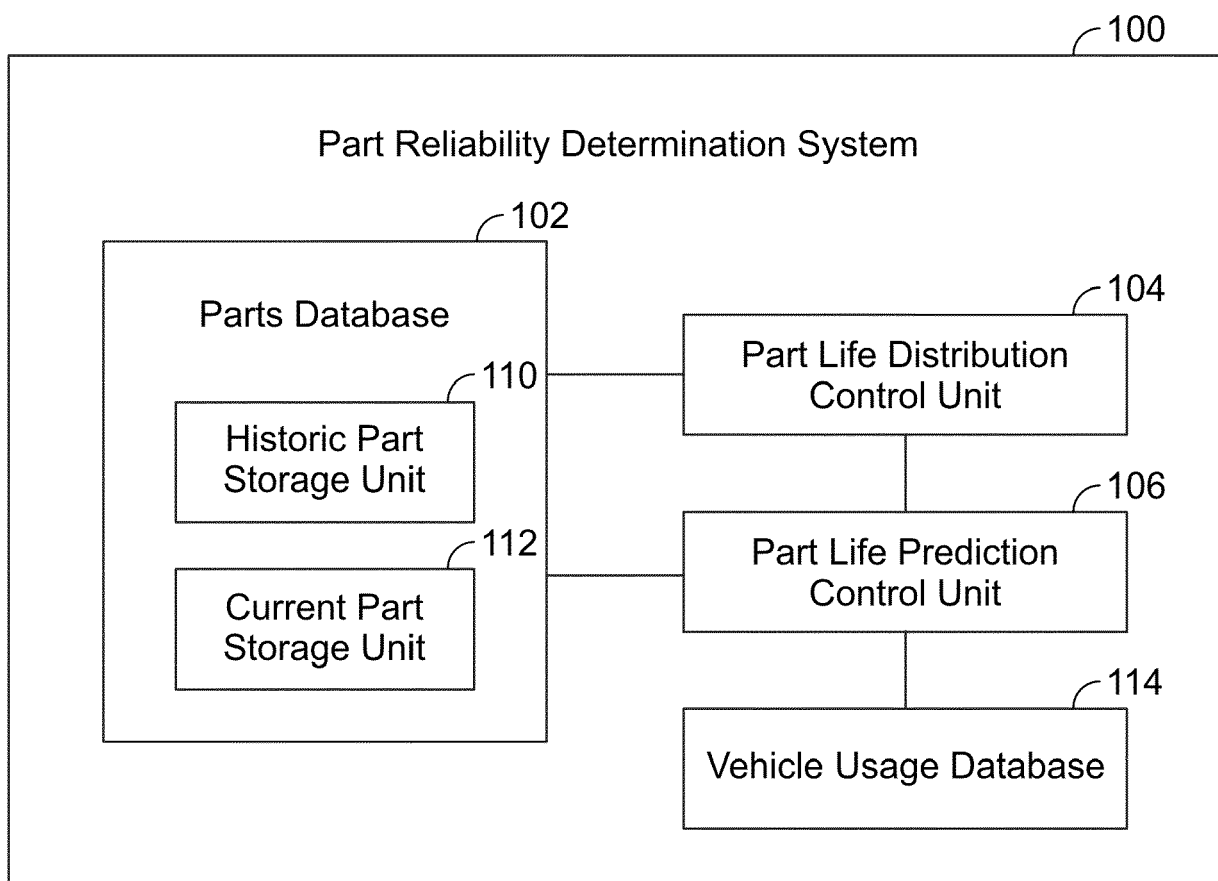 100
Part Reliability Determination System
102
Parts Database
104
Part Life Distribution
Control Unit
110
Historic Part
Storage Unit
106
Part Life Prediction
Control Unit
112
Current Part
Storage Unit
114
Vehicle Usage Database